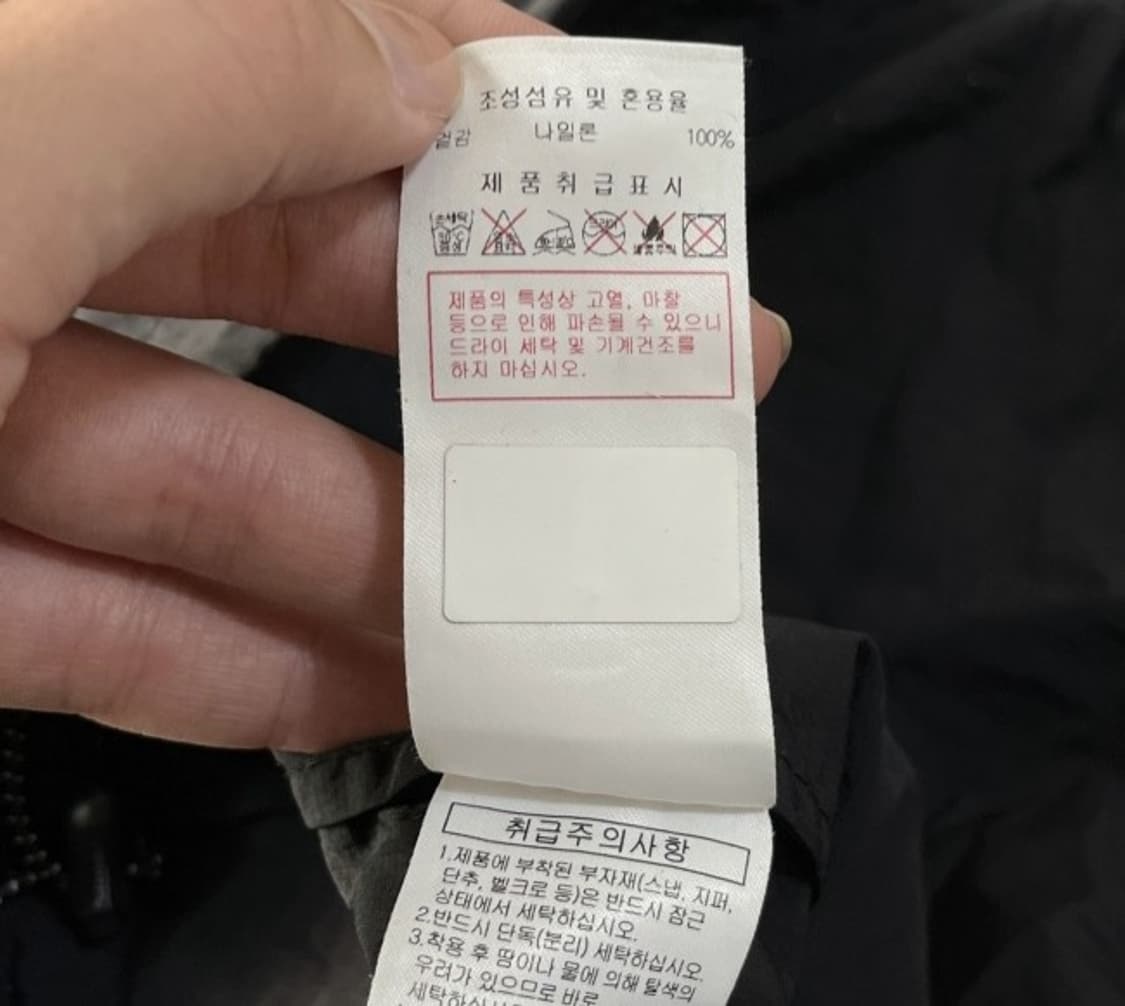 조성섬유 및 혼용율
겉감 나일론 100%
제 품 취 급 표 시
손세탁
드라이
제품의 특성상 고열, 마찰
등으로 인해 파손될 수 있으니
드라이 세탁 및 기계건조를
하지 마십시오.
취급주의사항
1.제품에 부착된 부자재(스냅, 지퍼,
단추, 벨크로 등)은 반드시 잠근
상태에서 세탁하십시오.
2.반드시 단독(분리) 세탁하십시오.
3.착용 후 땀이나 물에 의해 탈색의
우려가 있으므로 바로